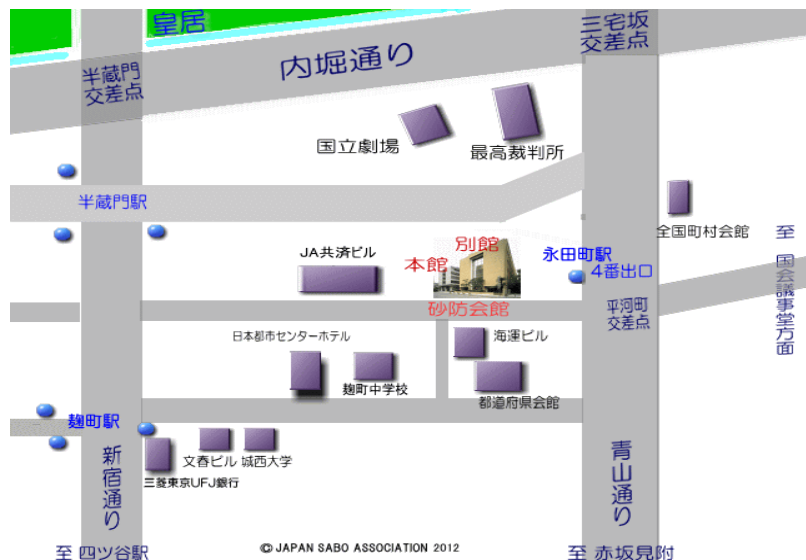 皇居
三宅坂
交差点
内堀通り
半蔵門
交差点
国立劇場
最高裁判所
半蔵門駅
全国町村会館
至 国会議事堂方面
JA共済ビル
別館
本館
永田町駅
4番出口
砂防会館
平河町
交差点
日本都市センターホテル
海運ビル
麹町中学校
都道府県会館
麹町駅
新宿通り
青山通り
文春ビル
城西大学
三菱東京UFJ銀行
© JAPAN SABO ASSOCIATION 2012
至 四ツ谷駅
至 赤坂見附